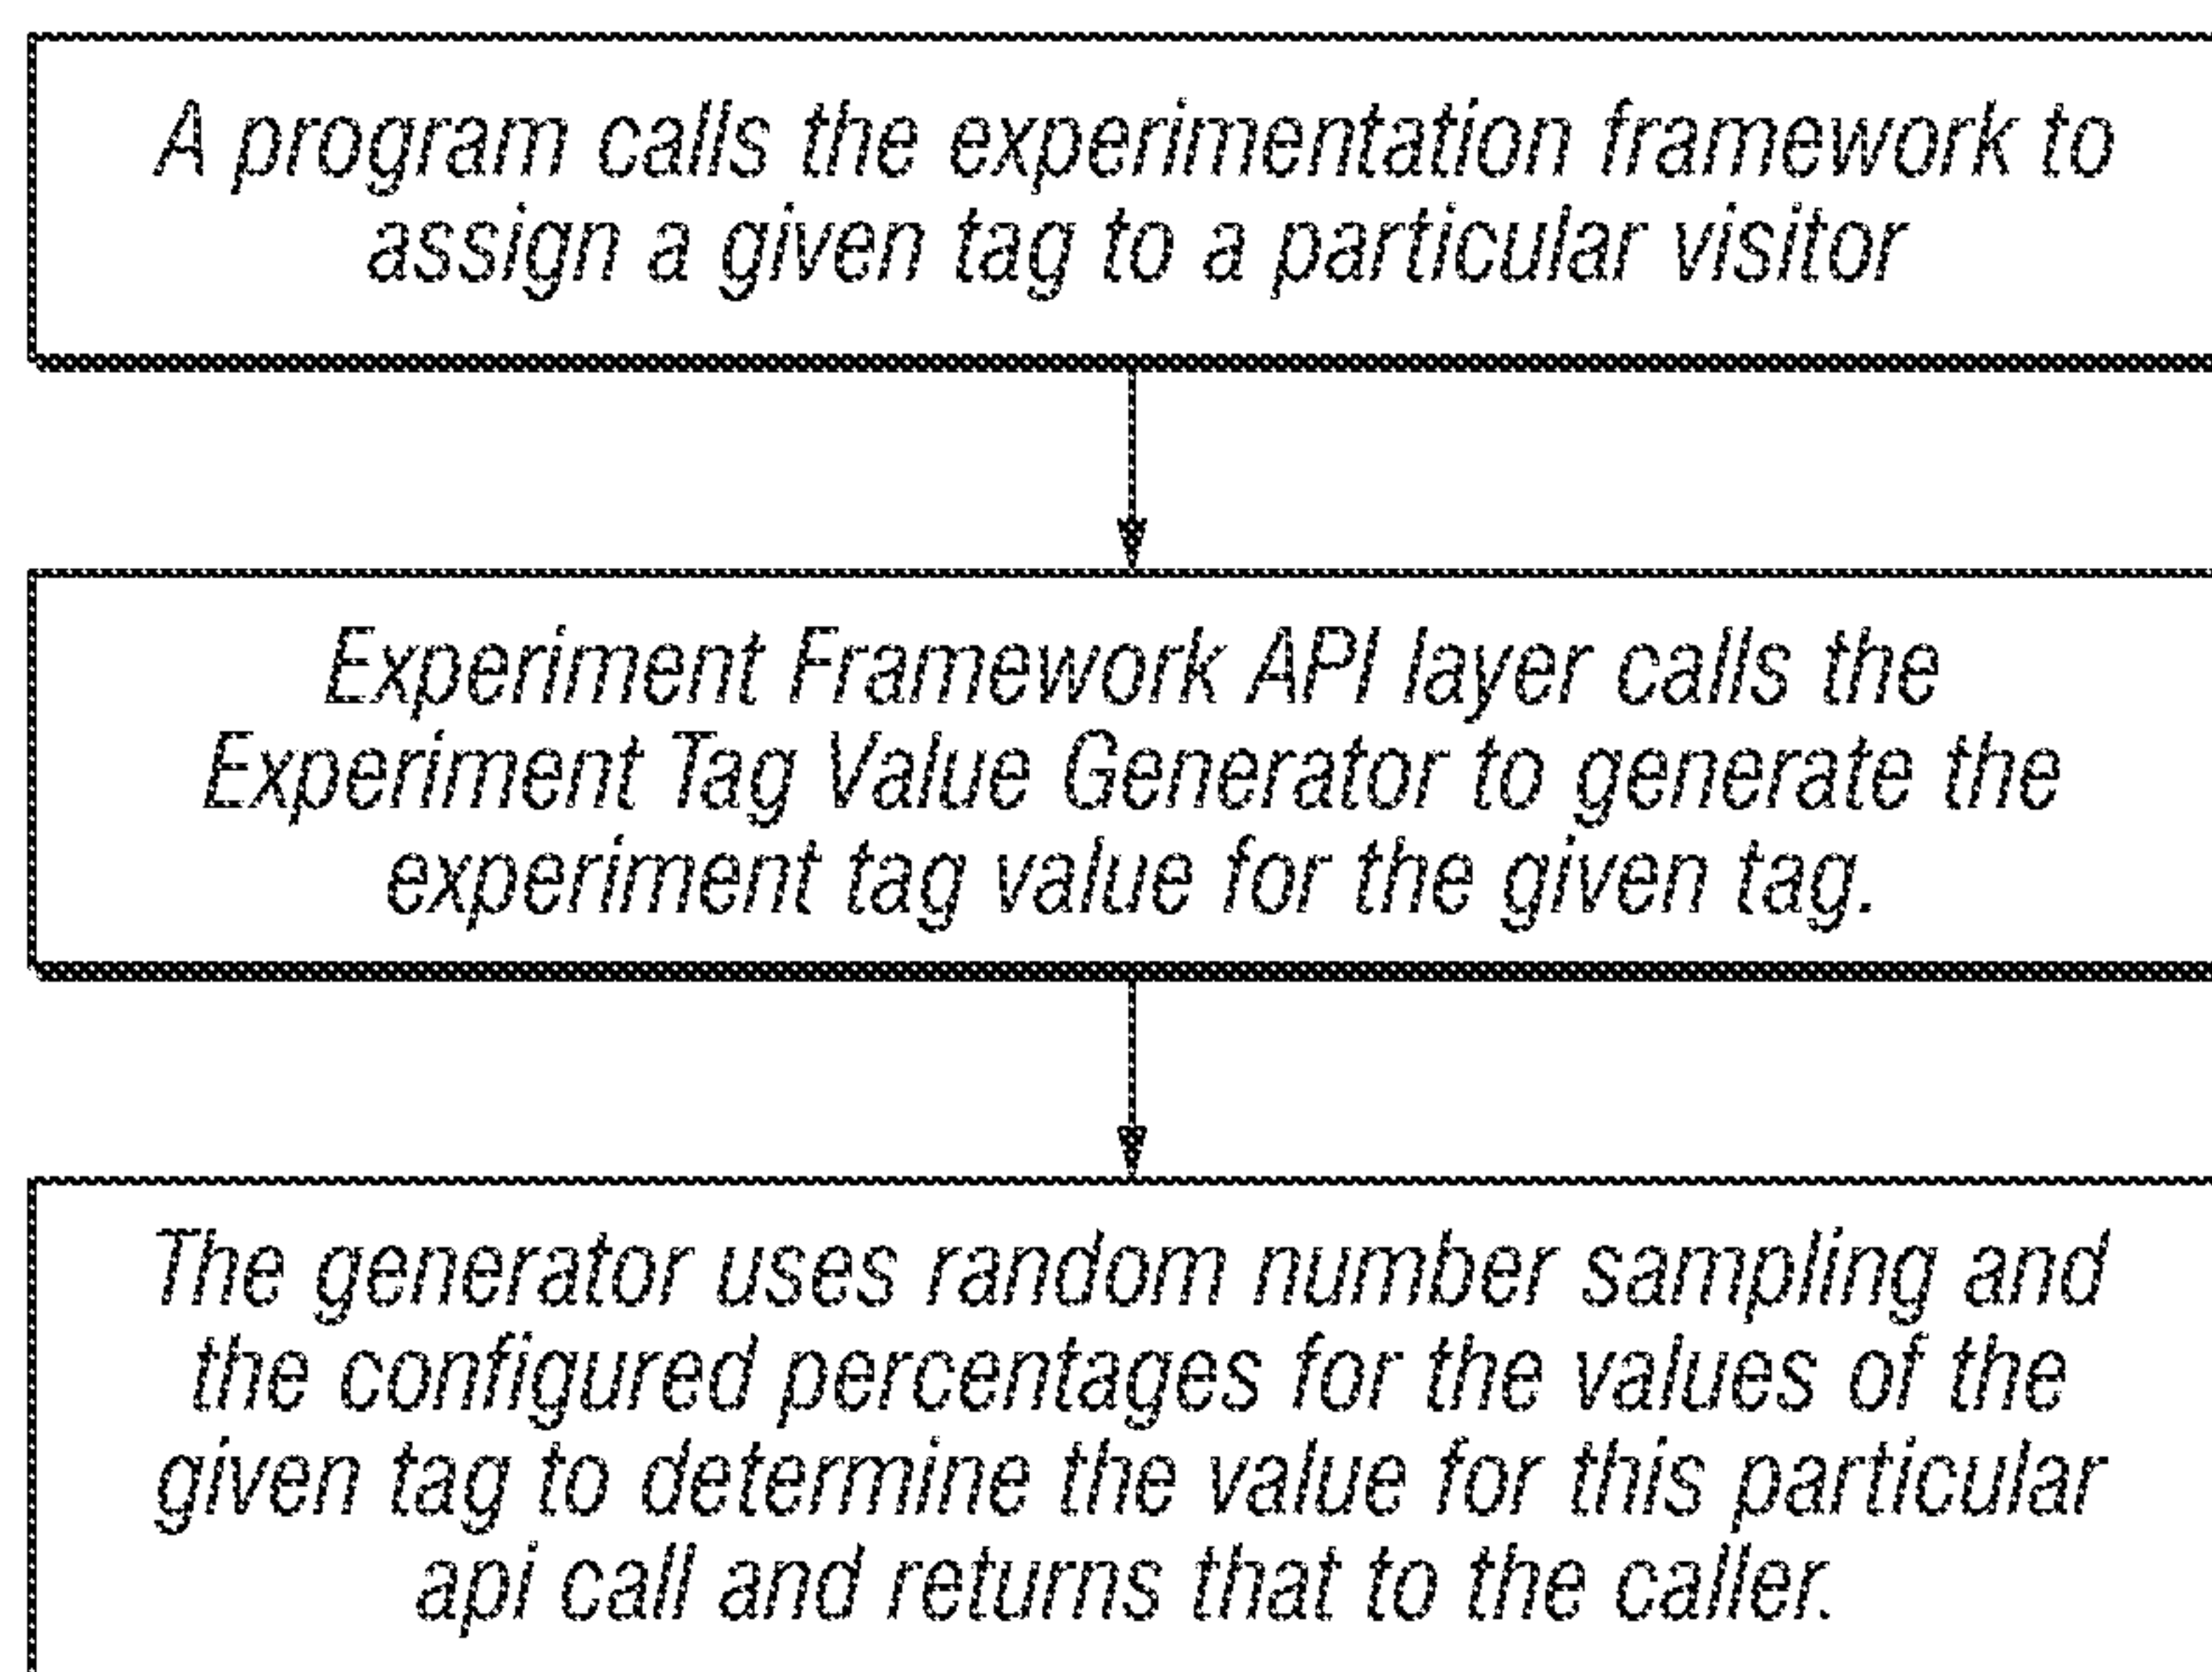 A program calls the experimentation framework to
assign a given tag to a particular visitor
Experiment Framework API layer calls the
Experiment Tag Value Generator to generate the
experiment tag value for the given tag.
The generator uses random number sampling and
the configured percentages for the values of the
given tag to determine the value for this particular
api call and returns that to the caller.